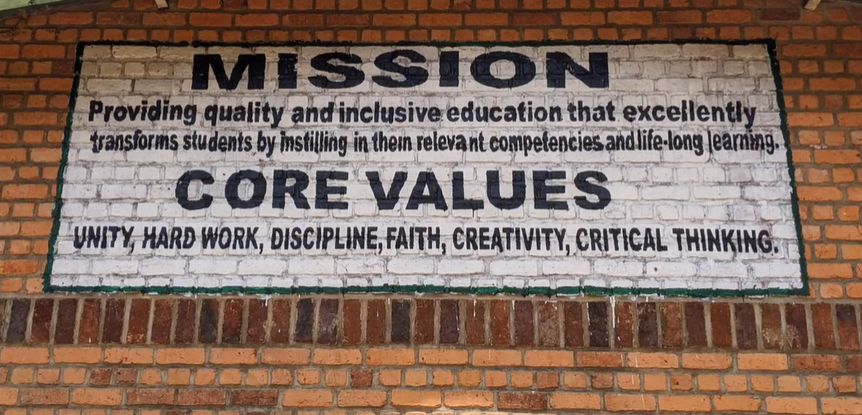 MISSION
Providing quality and inclusive education that excellently
transforms students by instilling in them relevant competencies and life-long learning.
CORE VALUES
UNITY, HARD WORK, DISCIPLINE, FAITH, CREATIVITY, CRITICAL THINKING.